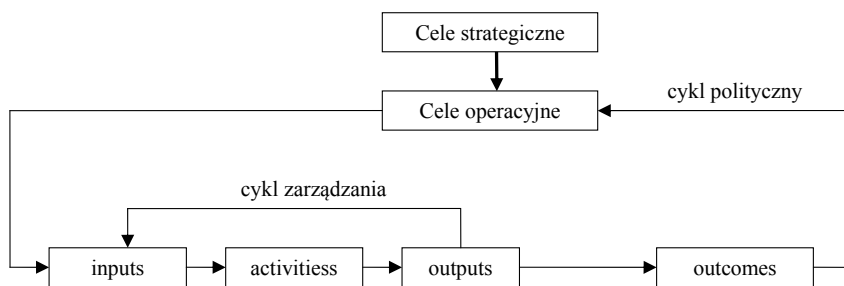 Cele strategiczne
cykl polityczny
Cele operacyjne
cykl zarządzania
inputs
activitiess
outputs
outcomes